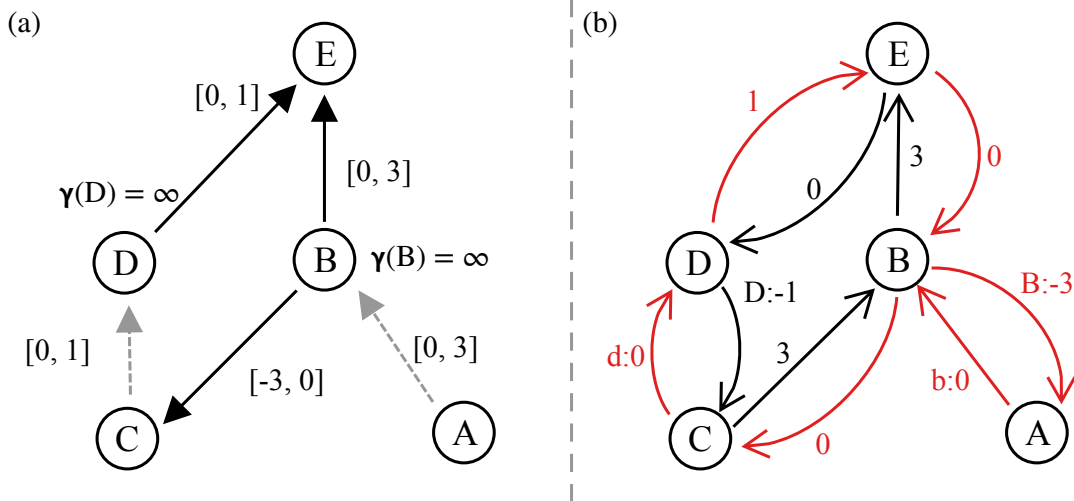 (a)
E
[0, 1]
[0, 3]
γ(D) = ∞
D
B
γ(B) = ∞
[0, 1]
[-3, 0]
[0, 3]
C
A
(b)
E
1
0
3
0
D
B
D:-1
B:-3
d:0
3
b:0
C
0
A